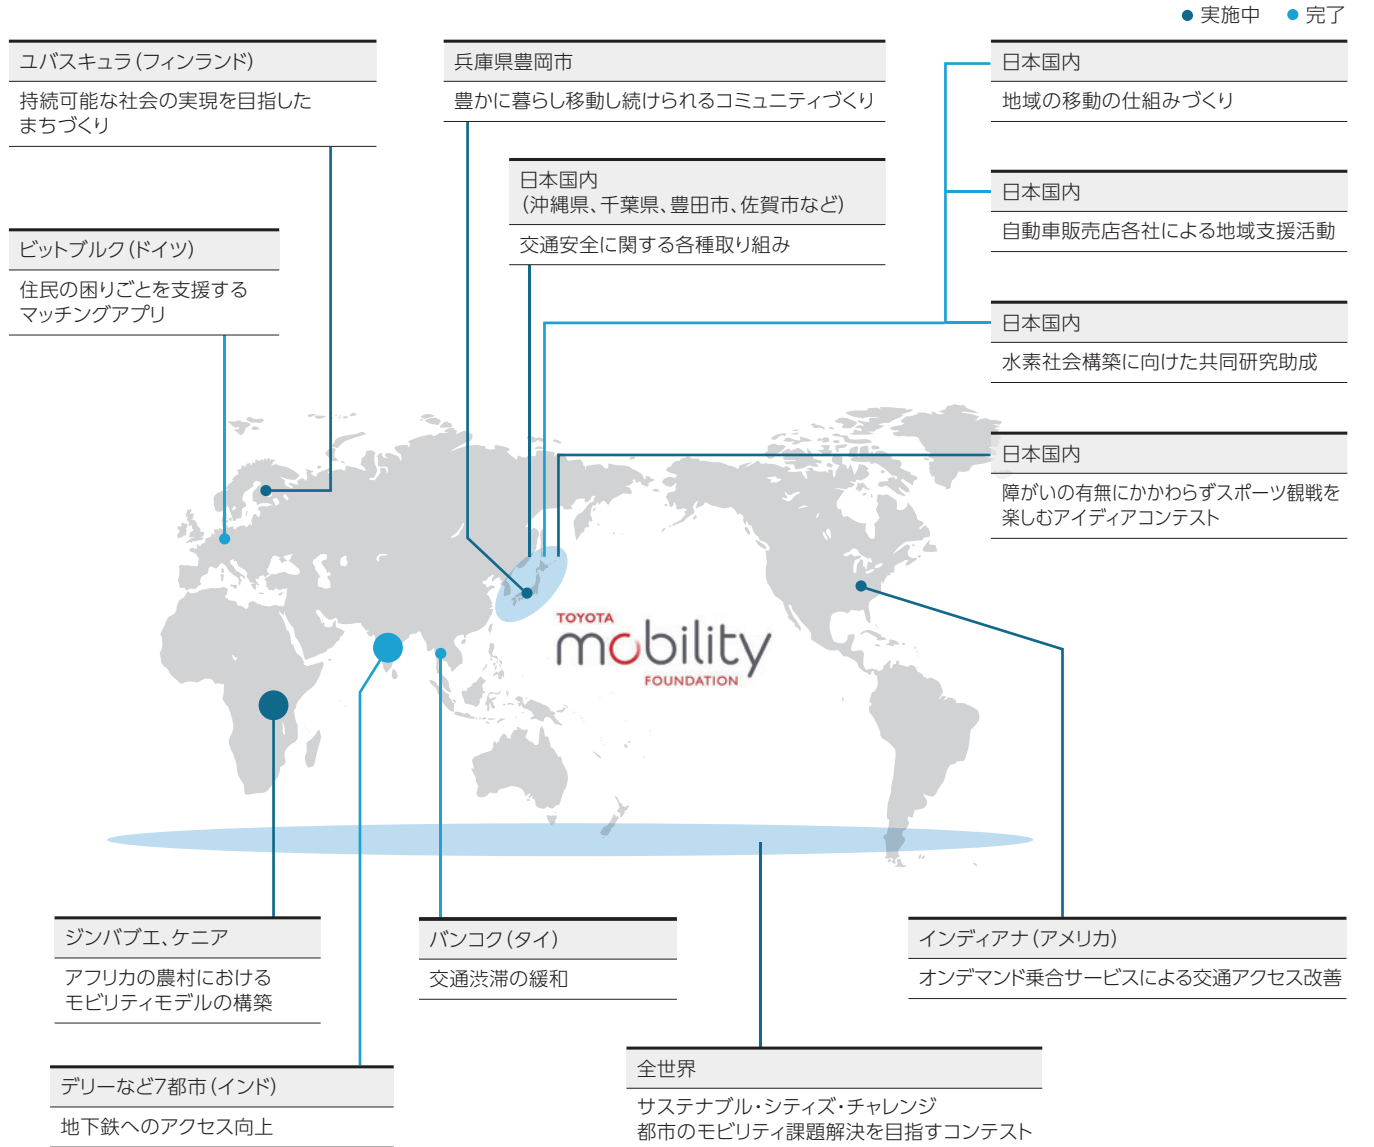 実施中
完了
ユバスキュラ(フィンランド)
持続可能な社会の実現を目指した
まちづくり
兵庫県豊岡市
豊かに暮らし移動し続けられるコミュニティづくり
日本国内
地域の移動の仕組みづくり
日本国内
(沖縄県、千葉県、豊田市、佐賀市など)
交通安全に関する各種取り組み
日本国内
自動車販売店各社による地域支援活動
ビットブルク(ドイツ)
住民の困りごとを支援する
マッチングアプリ
日本国内
水素社会構築に向けた共同研究助成
日本国内
障がいの有無にかかわらずスポーツ観戦を
楽しむアイディアコンテスト
TOYOTA
mobility
FOUNDATION
ジンバブエ、ケニア
アフリカの農村における
モビリティモデルの構築
バンコク(タイ)
交通渋滞の緩和
インディアナ(アメリカ)
オンデマンド乗合サービスによる交通アクセス改善
デリーなど7都市(インド)
地下鉄へのアクセス向上
全世界
サステナブル・シティズ・チャレンジ
都市のモビリティ課題解決を目指すコンテスト